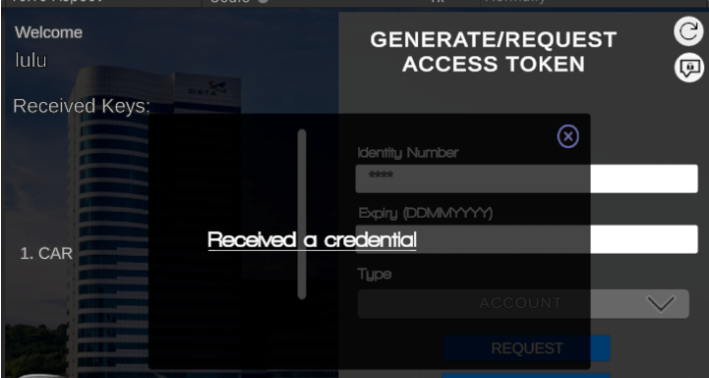 Welcome
lulu
Received Keys:
1. CAR
GENERATE/REQUEST
ACCESS TOKEN
Identity Number
****
Expiry (DDMMYYYY)
Type
ACCOUNT
REQUEST
Received a credential